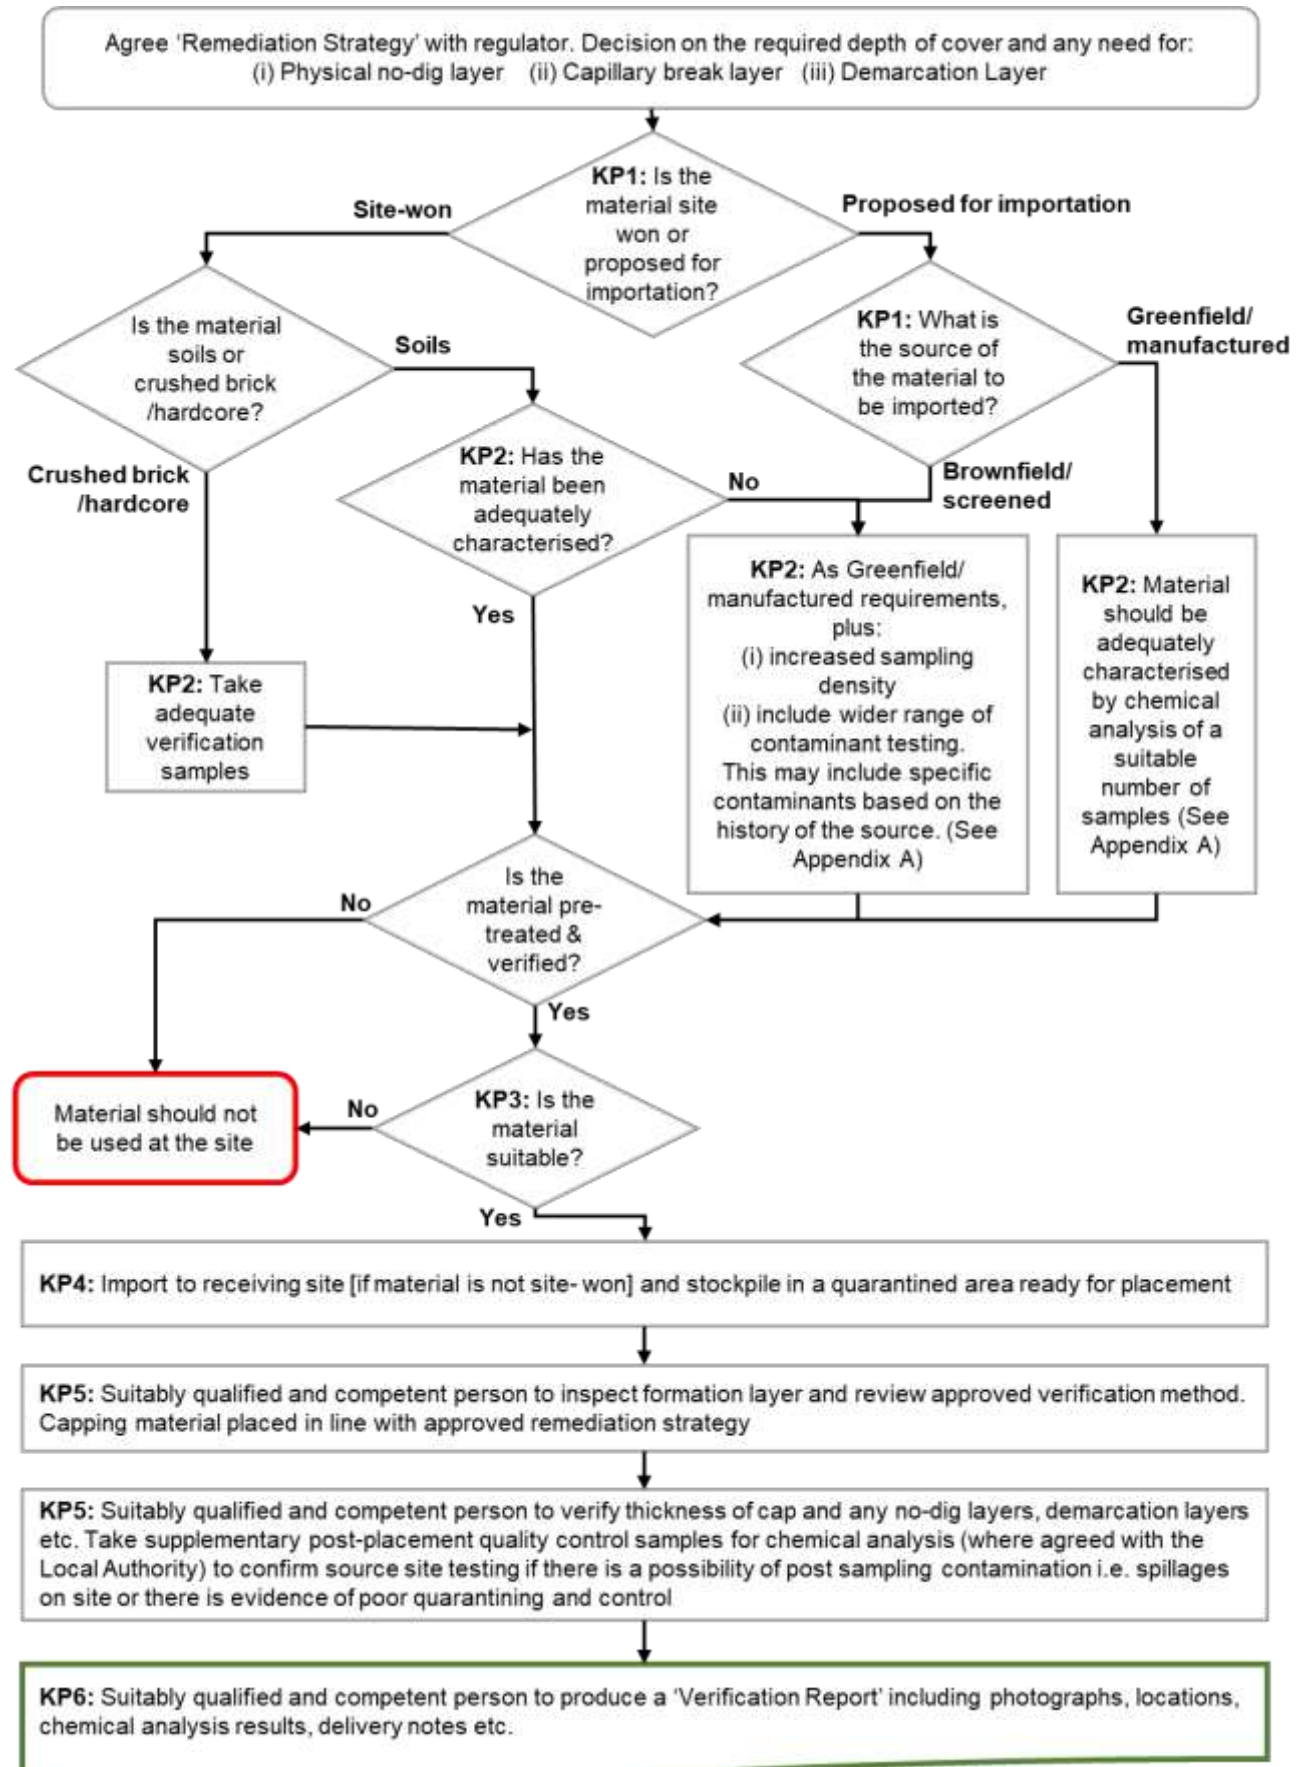 Agree ‘Remediation Strategy’ with regulator. Decision on the required depth of cover and any need for:
(i) Physical no-dig layer (ii) Capillary break layer (iii) Demarcation Layer
KP1: Is the
material site
won or
proposed for
importation?
Site-won
Proposed for importation
Is the material
soils or
crushed brick
/hardcore?
Soils
Crushed brick
/hardcore
KP1: What is
the source of
the material to
be imported?
Greenfield/
manufactured
Brownfield/
screened
KP2: Has the
material been
adequately
characterised?
No
Yes
KP2: Take
adequate
verification
samples
KP2: As Greenfield/
manufactured requirements,
plus:
(i) increased sampling
density
(ii) include wider range of
contaminant testing.
This may include specific
contaminants based on the
history of the source. (See
Appendix A)
KP2: Material
should be
adequately
characterised
by chemical
analysis of a
suitable
number of
samples (See
Appendix A)
Is the
material pre-
treated &
verified?
No
Yes
KP3: Is the
material
suitable?
No
Yes
Material should not
be used at the site
KP4: Import to receiving site [if material is not site- won] and stockpile in a quarantined area ready for placement
KP5: Suitably qualified and competent person to inspect formation layer and review approved verification method.
Capping material placed in line with approved remediation strategy
KP5: Suitably qualified and competent person to verify thickness of cap and any no-dig layers, demarcation layers
etc. Take supplementary post-placement quality control samples for chemical analysis (where agreed with the
Local Authority) to confirm source site testing if there is a possibility of post sampling contamination i.e. spillages
on site or there is evidence of poor quarantining and control
KP6: Suitably qualified and competent person to produce a ‘Verification Report’ including photographs, locations,
chemical analysis results, delivery notes etc.